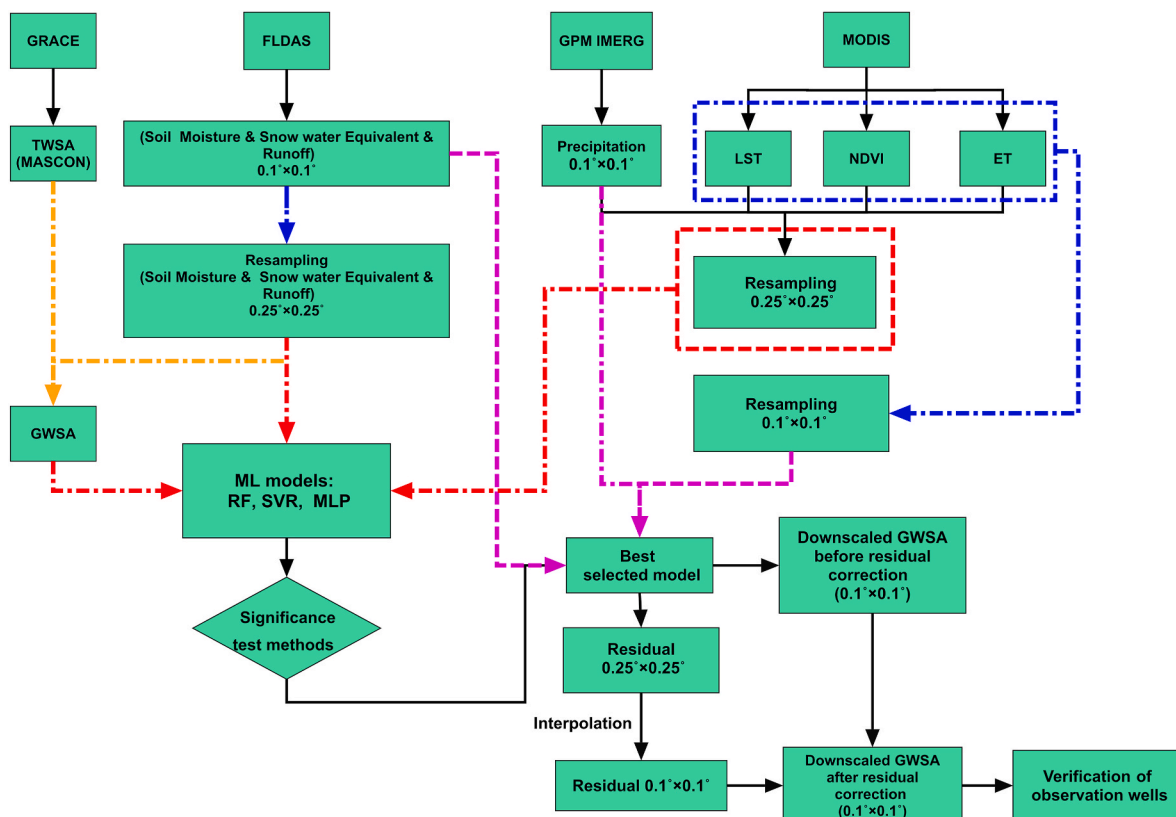 GRACE
FLDAS
GPM IMERG
MODIS
TWSA
(MASCON)
(Soil Moisture & Snow water Equivalent &
Runoff)
0.1°×0.1°
Precipitation
0.1°×0.1°
LST
NDVI
ET
Resampling
(Soil Moisture & Snow water Equivalent &
Runoff)
0.25°×0.25°
Resampling
0.25°×0.25°
Resampling
0.1°×0.1°
GWSA
ML models:
RF, SVR, MLP
Best
selected model
Downscaled GWSA
before residual
correction
(0.1°×0.1°)
Significance
test methods
Residual
0.25°×0.25°
Interpolation
Residual 0.1°×0.1°
Downscaled GWSA
after residual
correction
(0.1°×0.1°)
Verification of
observation wells